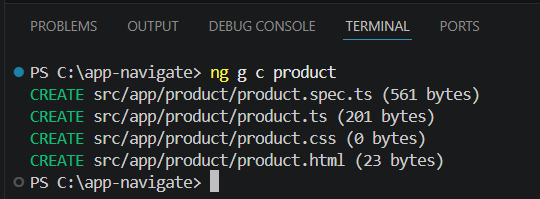 PROBLEMS OUTPUT DEBUG CONSOLE TERMINAL PORTS
PS C:\app-navigate> ng g c product
CREATE src/app/product/product.spec.ts (561 bytes)
CREATE src/app/product/product.ts (201 bytes)
CREATE src/app/product/product.css (0 bytes)
CREATE src/app/product/product.html (23 bytes)
PS C:\app-navigate>